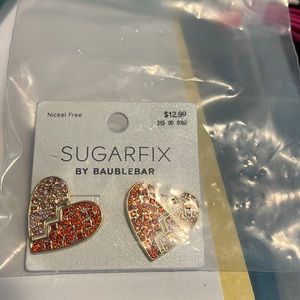 Nickel Free
$12.99
SUGARFIX
BY BAUBLEBAR